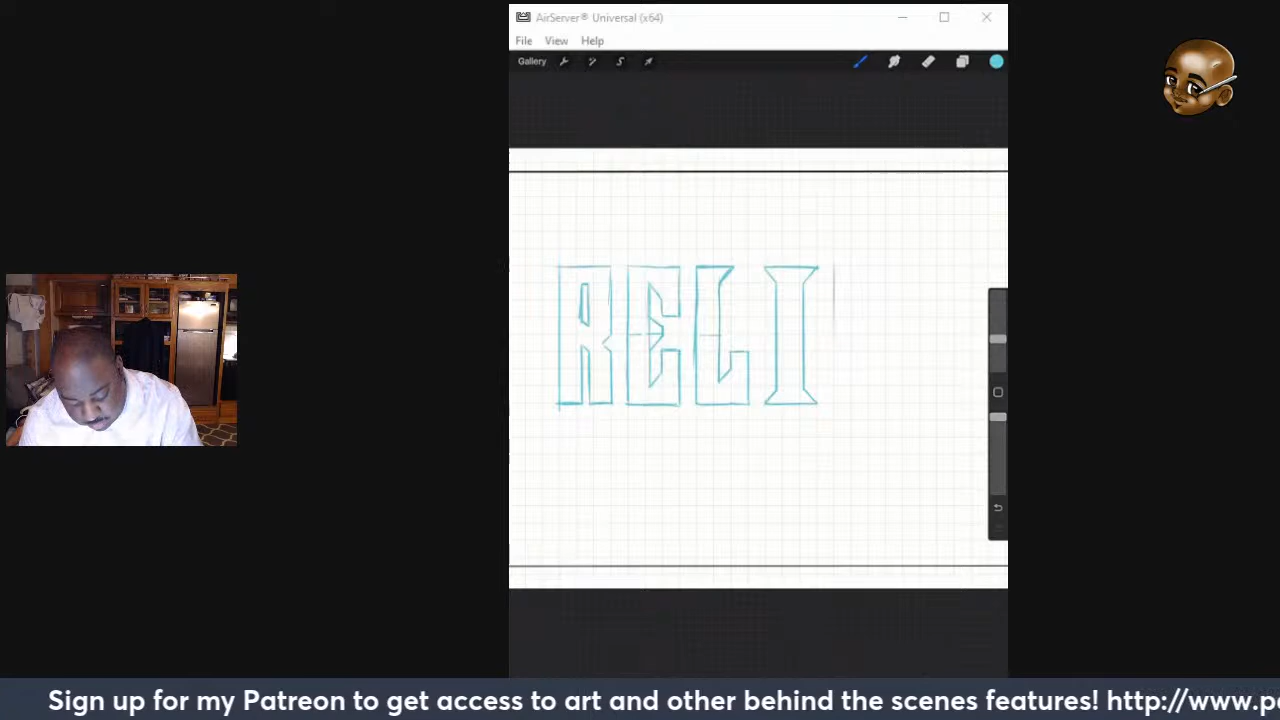 AirServer® Universal (x64)
File View Help
Gallery
RELI
Sign up for my Patreon to get access to art and other behind the scenes features! http://www.p